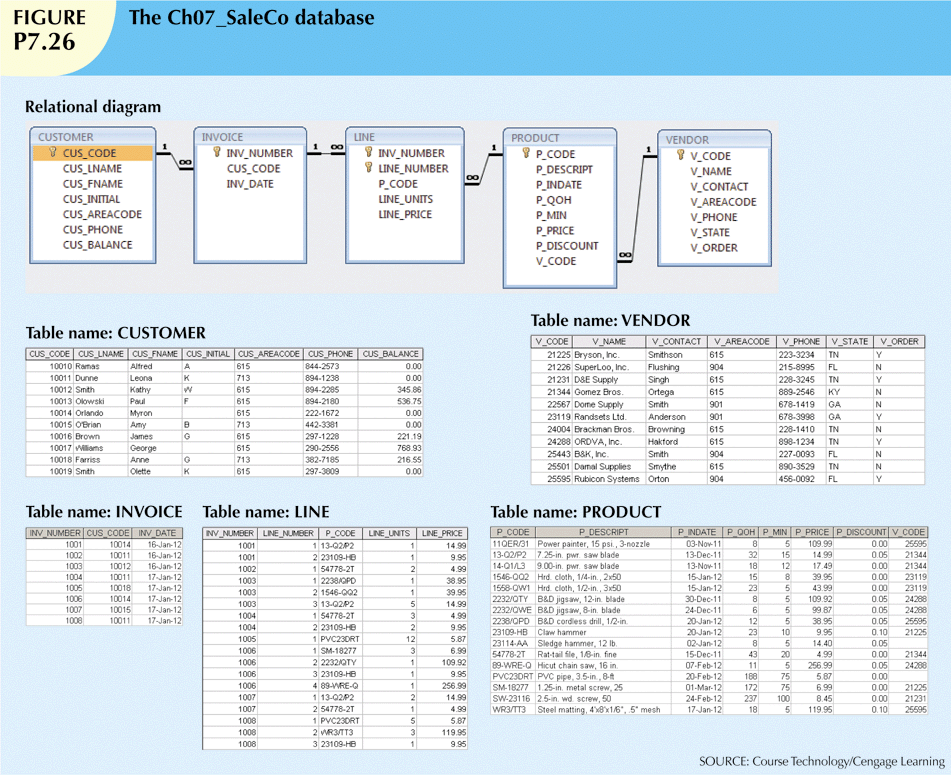 FIGURE
P7.26
The Ch07_SaleCo database
Relational diagram
CUSTOMER
CUS_CODE
CUS_LNAME
CUS_FNAME
CUS_INITIAL
CUS_AREACODE
CUS_PHONE
CUS_BALANCE
1
∞
INVOICE
INV_NUMBER
CUS_CODE
INV_DATE
1 ∞
LINE
INV_NUMBER
LINE_NUMBER
P_CODE
LINE_UNITS
LINE_PRICE
1
∞
PRODUCT
P_CODE
P_DESCRIPT
P_INDATE
P_QOH
P_MIN
P_PRICE
P_DISCOUNT
V_CODE
1
∞
VENDOR
V_CODE
V_NAME
V_CONTACT
V_AREACODE
V_PHONE
V_STATE
V_ORDER
Table name: CUSTOMER
CUS_CODE CUS_LNAME CUS_FNAME CUS_INITIAL CUS_AREACODE CUS_PHONE CUS_BALANCE
10010 Ramas Alfred A 615 844-2573 0.00
10011 Dunne Leona K 713 894-1238 0.00
10012 Smith Kathy W 615 894-2285 345.86
10013 Olowski Paul F 615 894-2180 536.75
10014 Orlando Myron 615 222-1672 0.00
10015 O'Brian Amy B 713 442-3381 0.00
10016 Brown James G 615 297-1228 221.19
10017 Williams George 615 290-2556 768.93
10018 Farriss Anne G 713 382-7185 216.55
10019 Smith Olette K 615 297-3809 0.00
Table name: VENDOR
V_CODE V_NAME V_CONTACT V_AREACODE V_PHONE V_STATE V_ORDER
21225 Bryson, Inc. Smithson 615 223-3234 TN Y
21226 SuperLoo, Inc. Flushing 904 215-8995 FL N
21231 D&E Supply Singh 615 228-3245 TN Y
21344 Gomez Bros. Ortega 615 889-2546 KY N
22567 Dome Supply Smith 901 678-1419 GA N
23119 Randsets Ltd. Anderson 901 678-3998 GA Y
24004 Brackman Bros. Browning 615 228-1410 TN N
24288 ORDVA, Inc. Hakford 615 898-1234 TN Y
25443 B&K, Inc. Smith 904 227-0093 FL N
25501 Damal Supplies Smythe 615 890-3529 TN N
25595 Rubicon Systems Orton 904 456-0092 FL Y
Table name: INVOICE
INV_NUMBER CUS_CODE INV_DATE
1001 10014 16-Jan-12
1002 10011 16-Jan-12
1003 10012 16-Jan-12
1004 10011 17-Jan-12
1005 10018 17-Jan-12
1006 10014 17-Jan-12
1007 10015 17-Jan-12
1008 10011 17-Jan-12
Table name: LINE
INV_NUMBER LINE_NUMBER P_CODE LINE_UNITS LINE_PRICE
1001 1 13-Q2/P2 1 14.99
1001 2 23109-HB 1 9.95
1002 1 54778-2T 2 4.99
1003 1 2238/QPD 1 38.95
1003 2 1546-QQ2 1 39.95
1003 3 13-Q2/P2 5 14.99
1004 1 54778-2T 3 4.99
1004 2 23109-HB 2 9.95
1005 1 PVC23DRT 12 5.87
1006 1 SM-18277 3 6.99
1006 2 2232/QTY 1 109.92
1006 3 23109-HB 1 9.95
1006 4 89-WRE-Q 1 256.99
1007 1 13-Q2/P2 2 14.99
1007 2 54778-2T 1 4.99
1008 1 PVC23DRT 5 5.87
1008 2 WR3/TT3 3 119.95
1008 3 23109-HB 1 9.95
Table name: PRODUCT
P_CODE P_DESCRIPT P_INDATE P_QOH P_MIN P_PRICE P_DISCOUNT V_CODE
11QER/31 Power painter, 15 psi., 3-nozzle 03-Nov-11 8 5 109.99 0.00 25595
13-Q2/P2 7.25-in. pwr. saw blade 13-Dec-11 32 15 14.99 0.05 21344
14-Q1/L3 9.00-in. pwr. saw blade 13-Nov-11 18 12 17.49 0.00 21344
1546-QQ2 Hrd. cloth, 1/4-in., 2x50 15-Jan-12 15 8 39.95 0.00 23119
1558-QW1 Hrd. cloth, 1/2-in., 3x50 15-Jan-12 23 5 43.99 0.00 23119
2232/QTY B&D jigsaw, 12-in. blade 30-Dec-11 8 5 109.92 0.05 24288
2232/QWE B&D jigsaw, 8-in. blade 24-Dec-11 6 5 99.87 0.05 24288
2238/QPD B&D cordless drill, 1/2-in. 20-Jan-12 12 5 38.95 0.05 25595
23109-HB Claw hammer 20-Jan-12 23 10 9.95 0.10 21225
23114-AA Sledge hammer, 12 lb. 02-Jan-12 8 5 14.40 0.05
54778-2T Rat-tail file, 1/8-in. fine 15-Dec-11 43 20 4.99 0.00 21344
89-WRE-Q Hicut chain saw, 16 in. 07-Feb-12 11 5 256.99 0.05 24288
PVC23DRT PVC pipe, 3.5-in., 8-ft 20-Feb-12 188 75 5.87 0.00
SM-18277 1.25-in. metal screw, 25 01-Mar-12 172 75 6.99 0.00 21225
SW-23116 2.5-in. wd. screw, 50 24-Feb-12 237 100 8.45 0.00 21231
WR3/TT3 Steel matting, 4'x8'x1/6", .5" mesh 17-Jan-12 18 5 119.95 0.10 25595
SOURCE: Course Technology/Cengage Learning